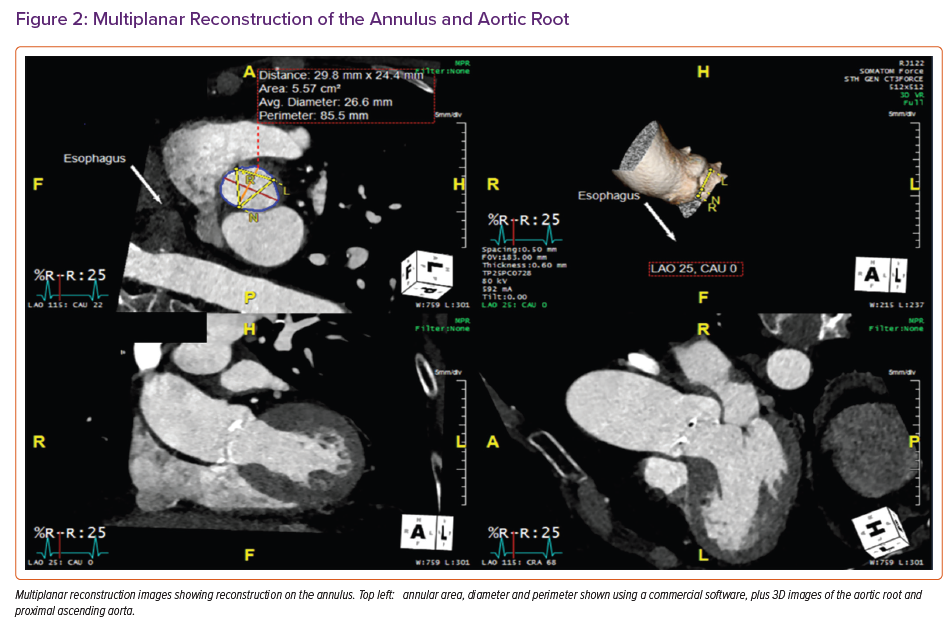 Figure 2: Multiplanar Reconstruction of the Annulus and Aortic Root
A
Distance: 29.8 mm x 24.4 mm
Area: 5.57 cm²
Avg. Diameter: 26.6 mm
Perimeter: 85.5 mm
MPR
Filter:None
5mm/div
Esophagus
F
H
R
L
N
%R-R:25
P
LAO 115: CAU 22
W:759 L:301
H
RJ122
SOMATOM Force
5TH GEN CT3FORCE
512x512
3D VR
Full
5mm/div
R
L
Esophagus
L
N
R
%R-R:25
Spacing:0.50 mm
FOV:183.00 mm
Thickness:0.60 mm
TP25PC0728
80 kV
592 mA
Tilt:0.00
LAO 25: CAU 0
LAO 25, CAU 0
F
A L
W:215 L:237
H
MPR
Filter:None
5mm/div
R
L
%R-R:25
LAO 25: CAU 0
F
A L
W:759 L:301
R
MPR
Filter:None
5mm/div
A
P
%R-R:25
LAO 115: CRA 68
L
H
W:759 L:301
Multiplanar reconstruction images showing reconstruction on the annulus. Top left: annular area, diameter and perimeter shown using a commercial software, plus 3D images of the aortic root and
proximal ascending aorta.